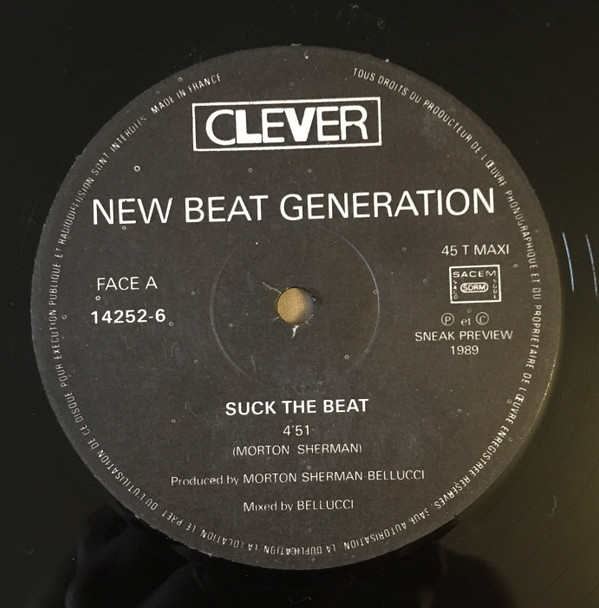 CLEVER
NEW BEAT GENERATION
45 T MAXI
FACE A
14252-6
SACEM
SDRM
Ⓟ et Ⓒ
SNEAK PREVIEW
1989
SUCK THE BEAT
4'51
(MORTON SHERMAN)
Produced by MORTON SHERMAN-BELLUCCI
Mixed by BELLUCCI
TOUS DROITS DU PRODUCTEUR DE L'ŒUVRE PHONOGRAPHIQUE ET DU PROPRIETAIRE DE L'ŒUVRE ENREGISTREE RESERVES. SAUF AUTORISATION, LA DUPLICATION, LA LOCATION, LE PRET OU L'UTILISATION DE CE DISQUE POUR EXECUTION PUBLIQUE ET RADIODIFFUSION SONT INTERDITS. MADE IN FRANCE